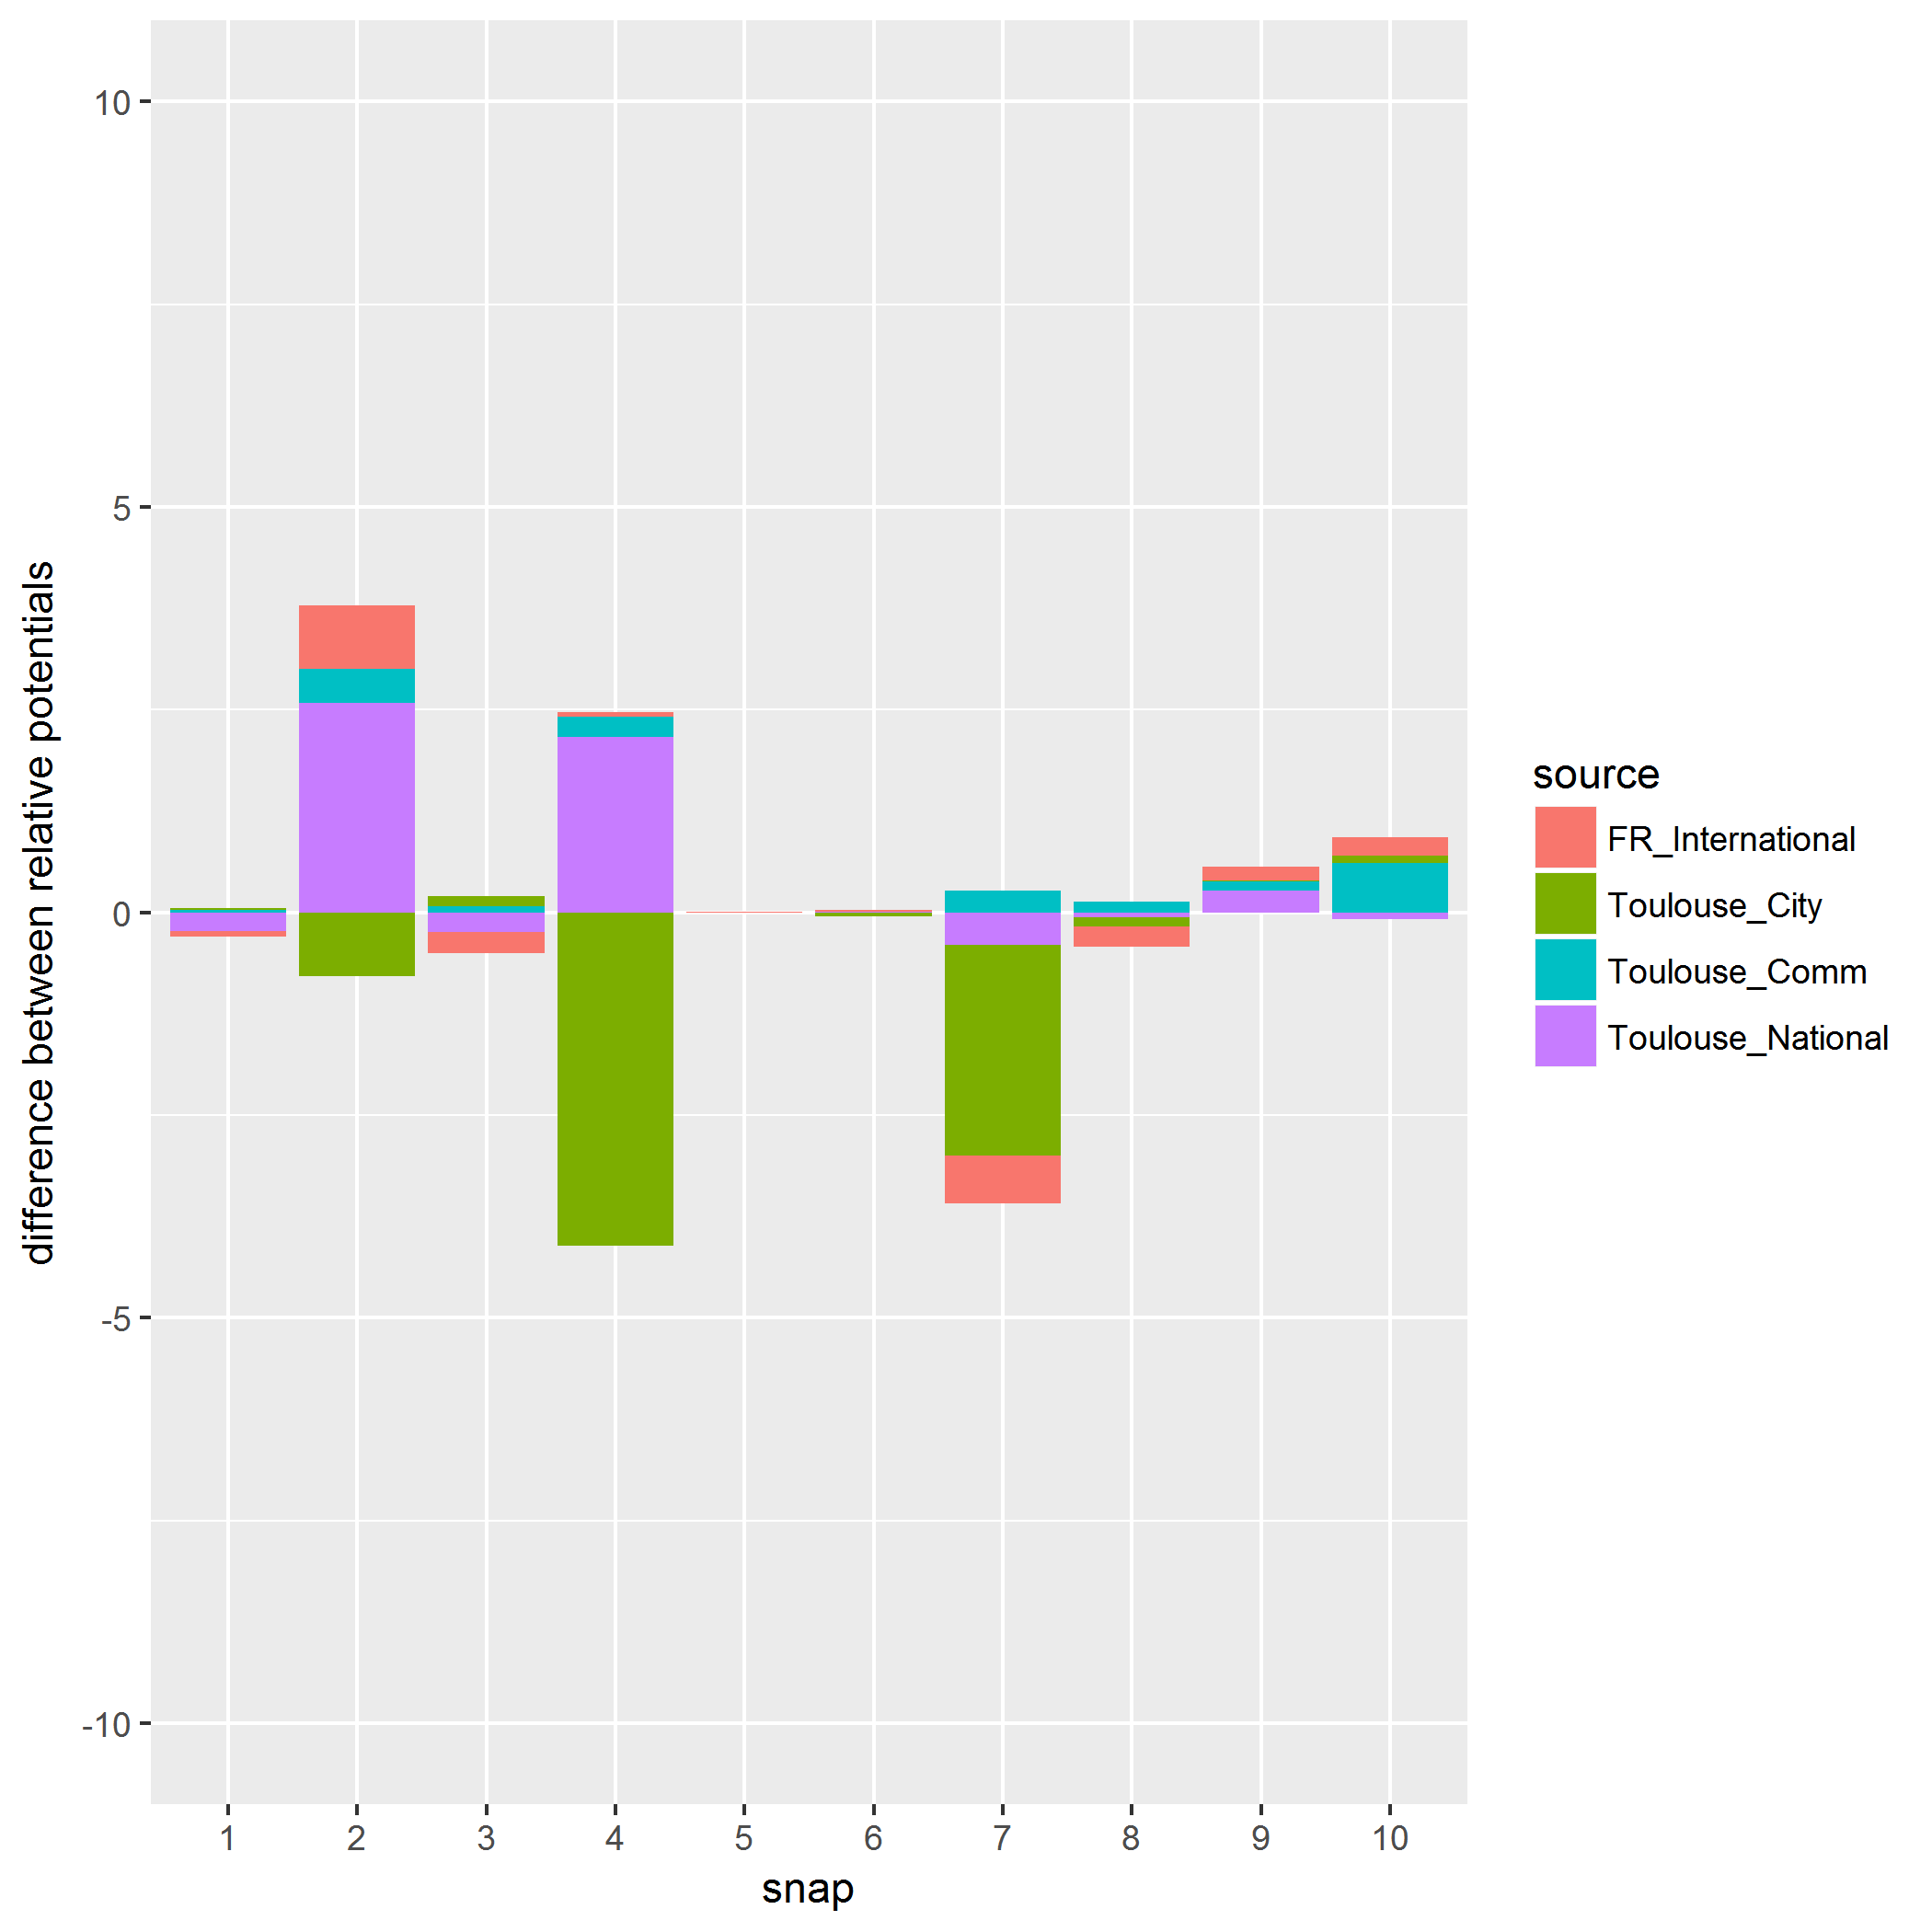 difference between relative potentials
10
5
0
-5
-10
1 2 3 4 5 6 7 8 9 10
snap
source
FR_International
Toulouse_City
Toulouse_Comm
Toulouse_National